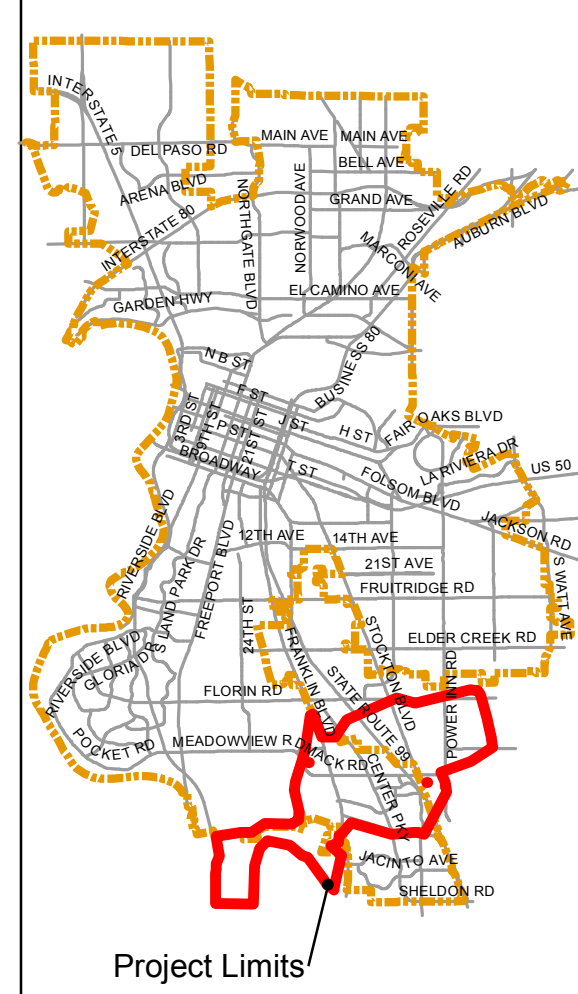 INTERSTATE 5
MAIN AVE
MAIN AVE
DEL PASO RD
BELL AVE
ARENA BLVD
GRAND AVE
ROSEVILLE RD
AUBURN BLVD
INTERSTATE 80
NORTHGATE BLVD
NORWOOD AVE
MARCONI AVE
EL CAMINO AVE
GARDEN HWY
BUSINESS 80
N B ST
F ST
3RD ST
9TH ST
P ST
21ST ST
J ST
H ST
FAIR OAKS BLVD
BROADWAY
T ST
LA RIVIERA DR
US 50
FOLSOM BLVD
JACKSON RD
RIVERSIDE BLVD
S LAND PARK DR
FREEPORT BLVD
12TH AVE
14TH AVE
21ST AVE
FRUITRIDGE RD
S WATT AVE
24TH ST
ELDER CREEK RD
RIVERSIDE BLVD
GLORIA DR
FRANKLIN BLVD
STOCKTON BLVD
STATE ROUTE 99
POWER INN RD
FLORIN RD
POCKET RD
MEADOWVIEW R
DMACK RD
CENTER PKY
JACINTO AVE
SHELDON RD
Project Limits